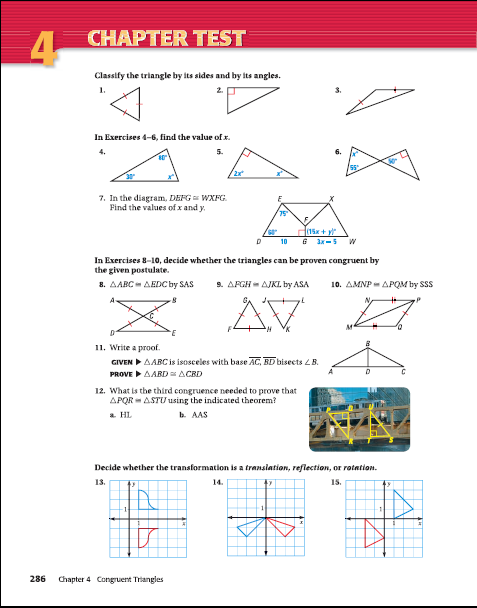 4 CHAPTER TEST
Classify the triangle by its sides and by its angles.
1. 2. 3.
In Exercises 4–6, find the value of x.
4. 5. 6.
80° 30° x°
2x° x°
x° 55° 50°
7. In the diagram, DEFG ≅ WXFG.
Find the values of x and y.
E X
75° F
60° (15x + y)°
D 10 G 3x − 5 W
In Exercises 8–10, decide whether the triangles can be proven congruent by
the given postulate.
8. △ABC ≅ △EDC by SAS 9. △FGH ≅ △JKL by ASA 10. △MNP ≅ △PQM by SSS
A B G J L N P
C
D E F H K M Q
11. Write a proof.
GIVEN ▶ △ABC is isosceles with base AC, BD bisects ∠B.
PROVE ▶ △ABD ≅ △CBD
B
A D C
12. What is the third congruence needed to prove that
△PQR ≅ △STU using the indicated theorem?
a. HL b. AAS
Decide whether the transformation is a translation, reflection, or rotation.
13. 14. 15.
y y y
1 1 1
1 x x 1 x
286 Chapter 4 Congruent Triangles